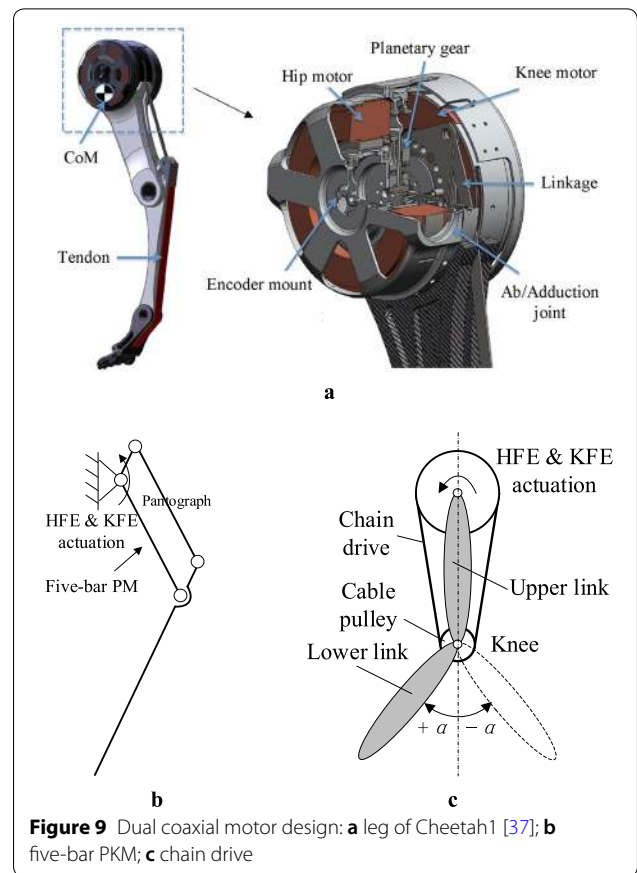 Planetary gear
Hip motor
Knee motor
CoM
Linkage
Tendon
Encoder mount
Ab/Adduction
joint
a
HFE & KFE
actuation
Pantograph
Five-bar PM
b
HFE & KFE
actuation
Chain
drive
Upper link
Cable
pulley
Knee
Lower link
+ α
− α
c
Figure 9 Dual coaxial motor design: a leg of Cheetah1 [37]; b
five-bar PKM; c chain drive